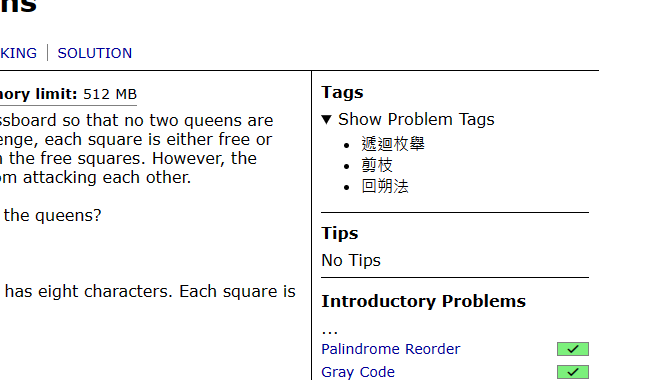 ns
KING | SOLUTION
ory limit: 512 MB
ssboard so that no two queens are
enge, each square is either free or
the free squares. However, the
om attacking each other.
the queens?
has eight characters. Each square is
Tags
▼ Show Problem Tags
• 遞迴枚舉
• 剪枝
• 回朔法
Tips
No Tips
Introductory Problems
...
Palindrome Reorder
Gray Code